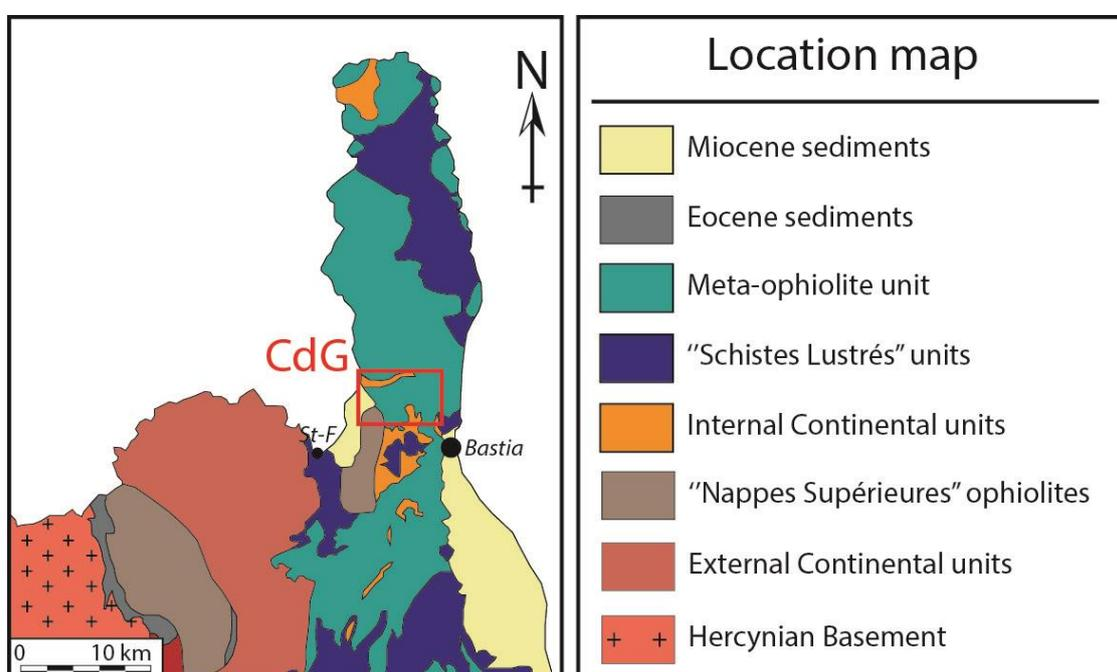 N
CdG
St-F
Bastia
0 10 km
Location map
Miocene sediments
Eocene sediments
Meta-ophiolite unit
‘‘Schistes Lustrés’’ units
Internal Continental units
‘‘Nappes Supérieures’’ ophiolites
External Continental units
Hercynian Basement